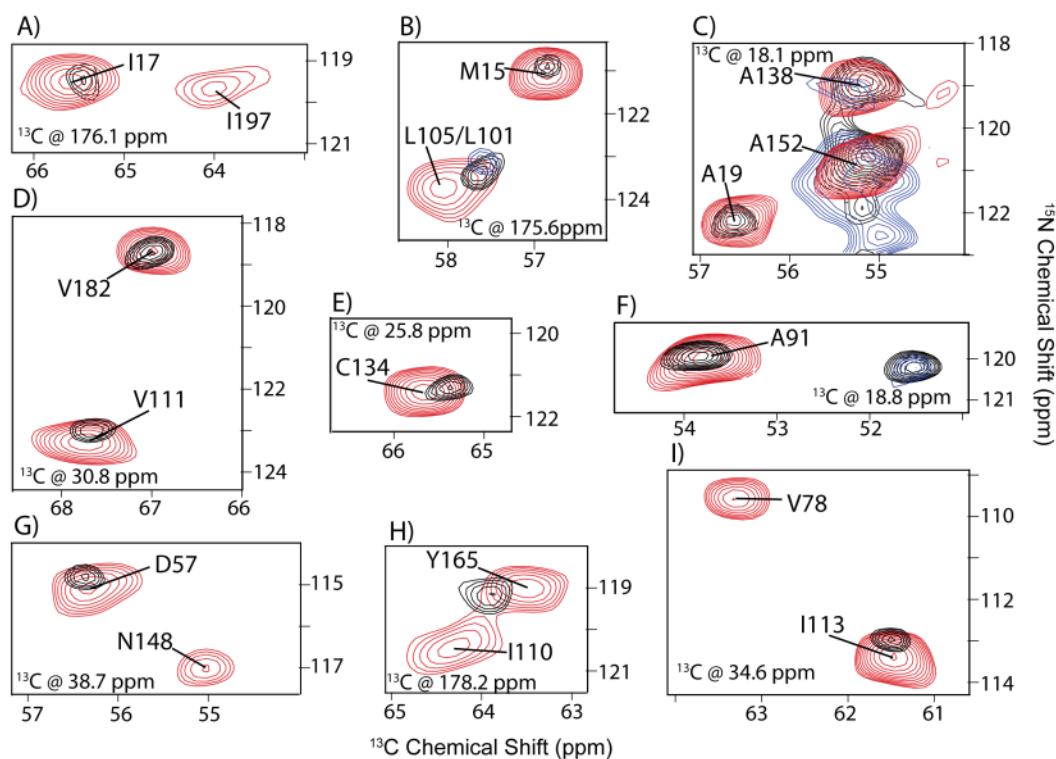 A)
I17
I197
13C @ 176.1 ppm
119
121
66
65
64
B)
M15
L105/L101
13C @ 175.6ppm
122
124
58
57
C)
13C @ 18.1 ppm
A138
A152
A19
118
120
122
57
56
55
15N Chemical Shift (ppm)
D)
V182
V111
13C @ 30.8 ppm
118
120
122
124
68
67
66
E)
13C @ 25.8 ppm
C134
120
122
66
65
F)
A91
13C @ 18.8 ppm
120
121
54
53
52
G)
D57
N148
13C @ 38.7 ppm
115
117
57
56
55
H)
Y165
I110
13C @ 178.2 ppm
119
121
65
64
63
I)
V78
I113
13C @ 34.6 ppm
110
112
114
63
62
61
13C Chemical Shift (ppm)